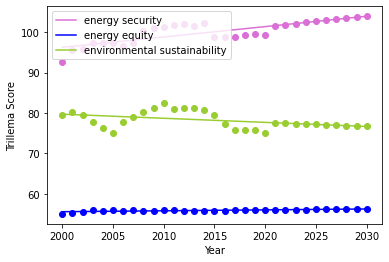 energy security
energy equity
environmental sustainability
Trillema Score
100
90
80
70
60
2000
2005
2010
2015
2020
2025
2030
Year